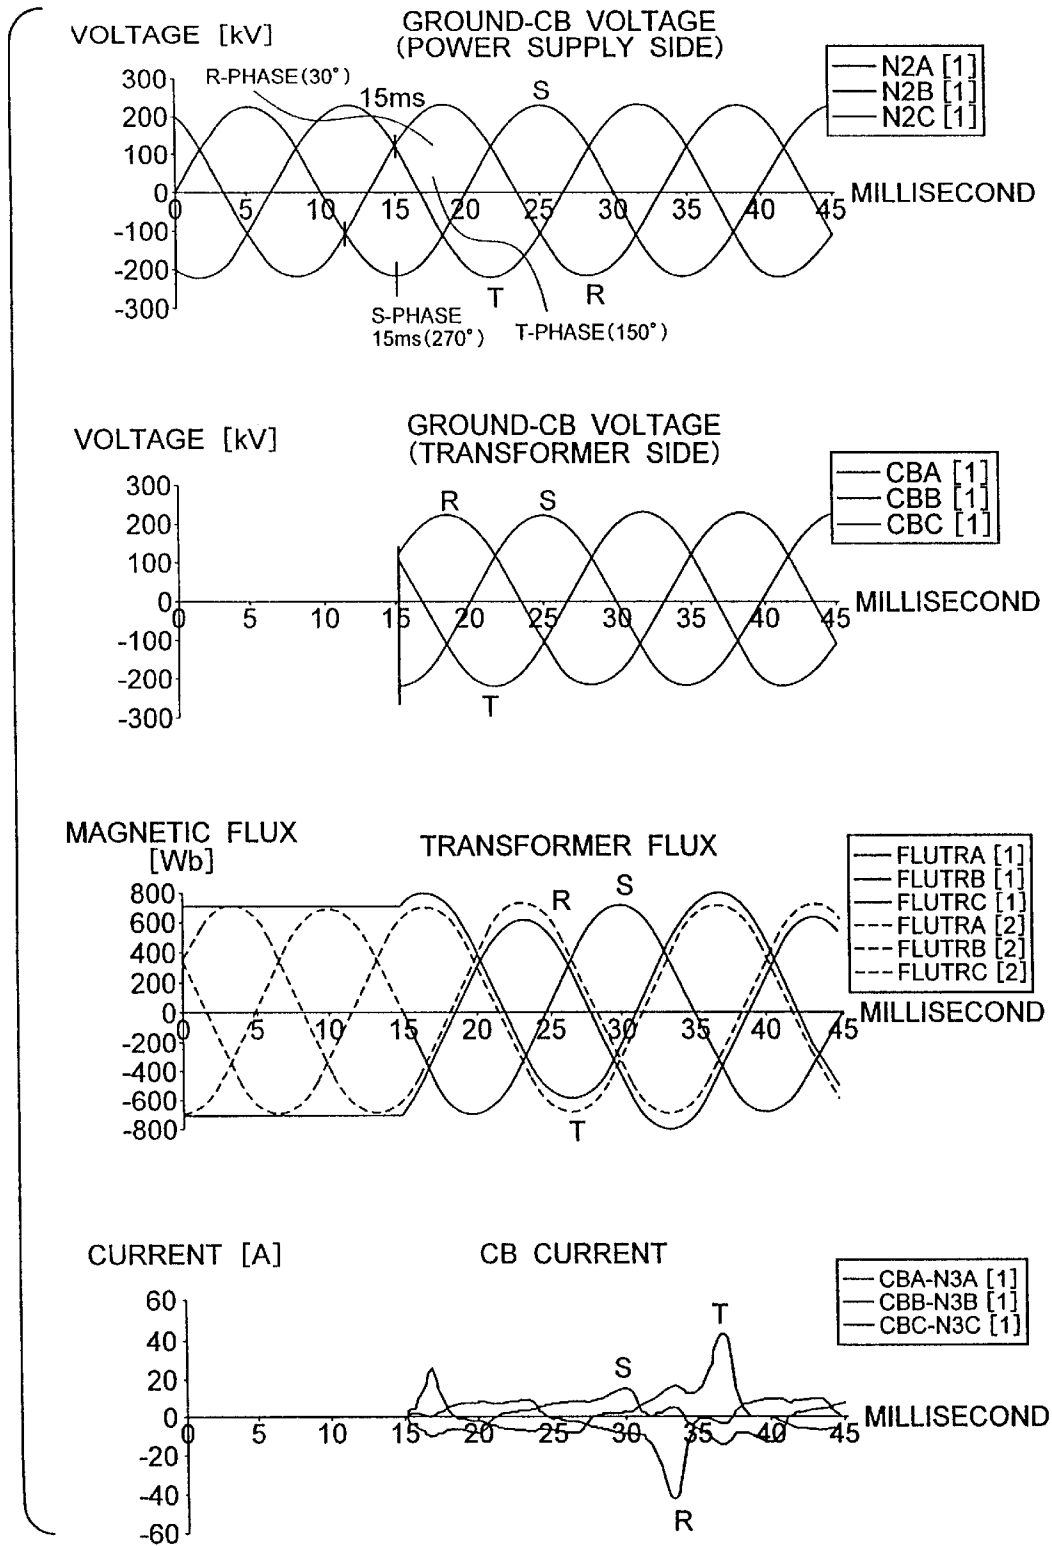 GROUND-CB VOLTAGE
(POWER SUPPLY SIDE)
VOLTAGE [kV]
R-PHASE(30°)
15ms
S
N2A [1]
N2B [1]
N2C [1]
300
200
100
0
-100
-200
-300
0 5 10 15 20 25 30 35 40 45
MILLISECOND
T
R
S-PHASE
15ms(270°)
T-PHASE(150°)
GROUND-CB VOLTAGE
(TRANSFORMER SIDE)
VOLTAGE [kV]
R
S
CBA [1]
CBB [1]
CBC [1]
300
200
100
0
-100
-200
-300
0 5 10 15 20 25 30 35 40 45
MILLISECOND
T
MAGNETIC FLUX
[Wb]
TRANSFORMER FLUX
R
S
FLUTRA [1]
FLUTRB [1]
FLUTRC [1]
FLUTRA [2]
FLUTRB [2]
FLUTRC [2]
800
600
400
200
0
-200
-400
-600
-800
0 5 10 15 20 25 30 35 40 45
MILLISECOND
T
CURRENT [A]
CB CURRENT
CBA-N3A [1]
CBB-N3B [1]
CBC-N3C [1]
T
S
60
40
20
0
-20
-40
-60
0 5 10 15 20 25 30 35 40 45
MILLISECOND
R